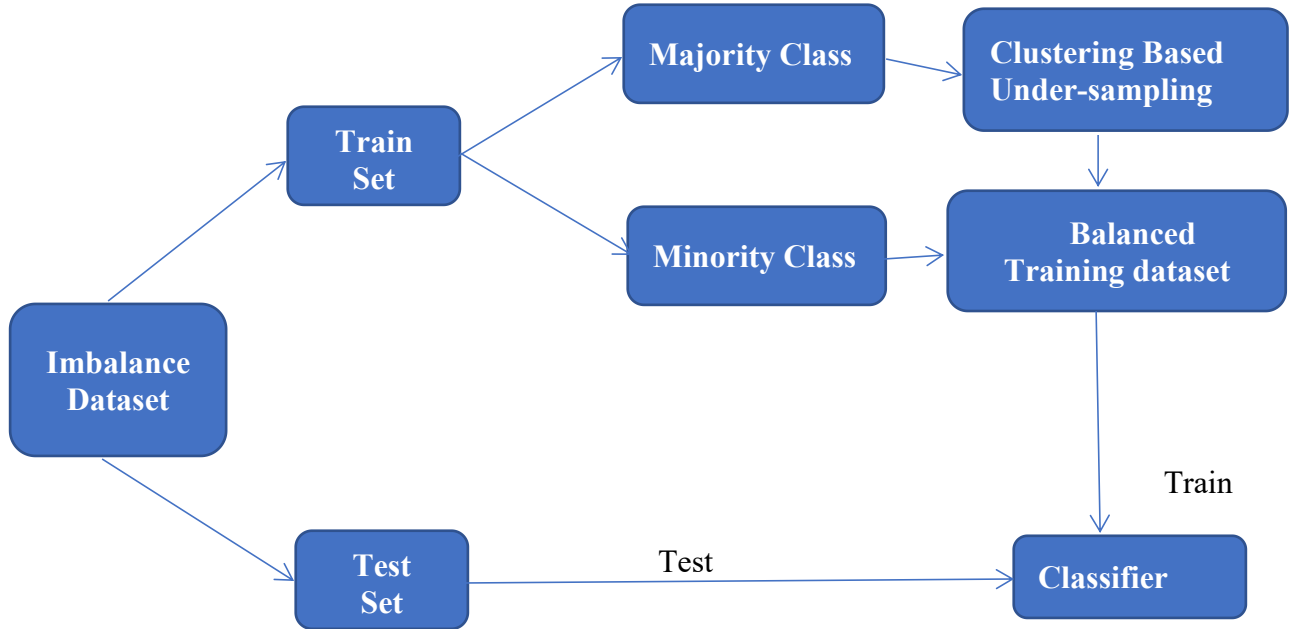 Majority Class
Clustering Based
Under-sampling
Train
Set
Minority Class
Balanced
Training dataset
Imbalance
Dataset
Train
Test
Set
Test
Classifier